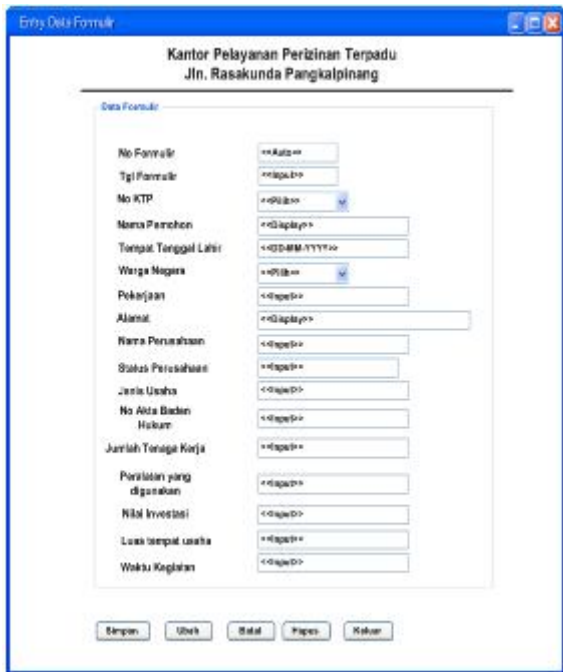 Entry Data Formulir
Kantor Pelayanan Perizinan Terpadu
Jln. Rasakunda Pangkalpinang
Data Formulir
No Formulir <<Auto>>
Tgl Formulir <<Input>>
No KTP <<Pilih>>
Nama Pemohon <<Display>>
Tempat Tanggal Lahir <<DD-MM-YYYY>>
Warga Negara <<Pilih>>
Pekerjaan <<Input>>
Alamat <<Display>>
Nama Perusahaan <<Input>>
Status Perusahaan <<Input>>
Jenis Usaha <<Input>>
No Akta Badan
Hukum <<Input>>
Jumlah Tenaga Kerja <<Input>>
Peralatan yang
digunakan <<Input>>
Nilai Investasi <<Input>>
Luas tempat usaha <<Input>>
Waktu Kegiatan <<Input>>
Simpan Ubah Batal Hapus Keluar